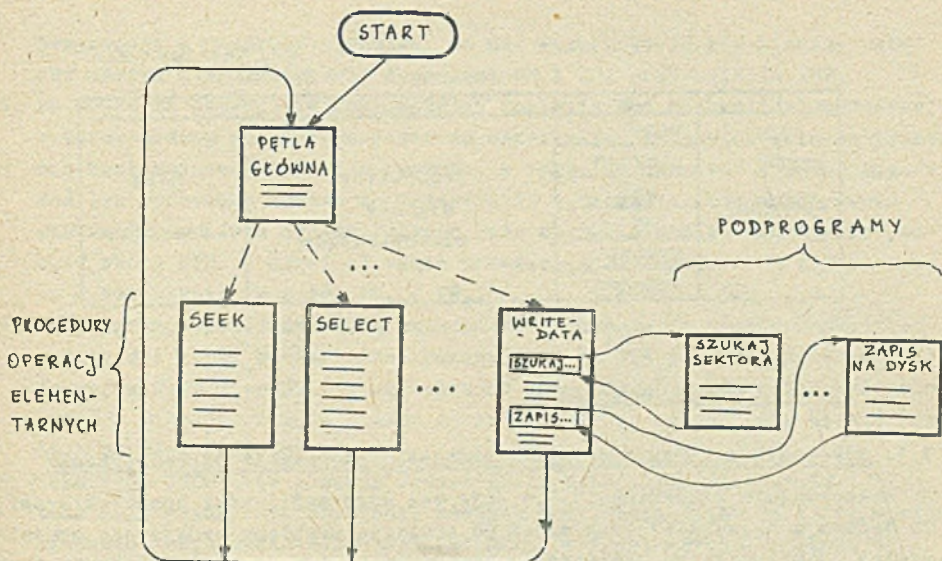 START
PĘTLA
GŁÓWNA
...
PODPROGRAMY
PROCEDURY
OPERACJI
ELEMEN-
TARNYCH
SEEK
SELECT
...
WRITE-
-DATA
SZUKAJ...
ZAPIS...
SZUKAJ
SEKTORA
...
ZAPIS
NA DYSK